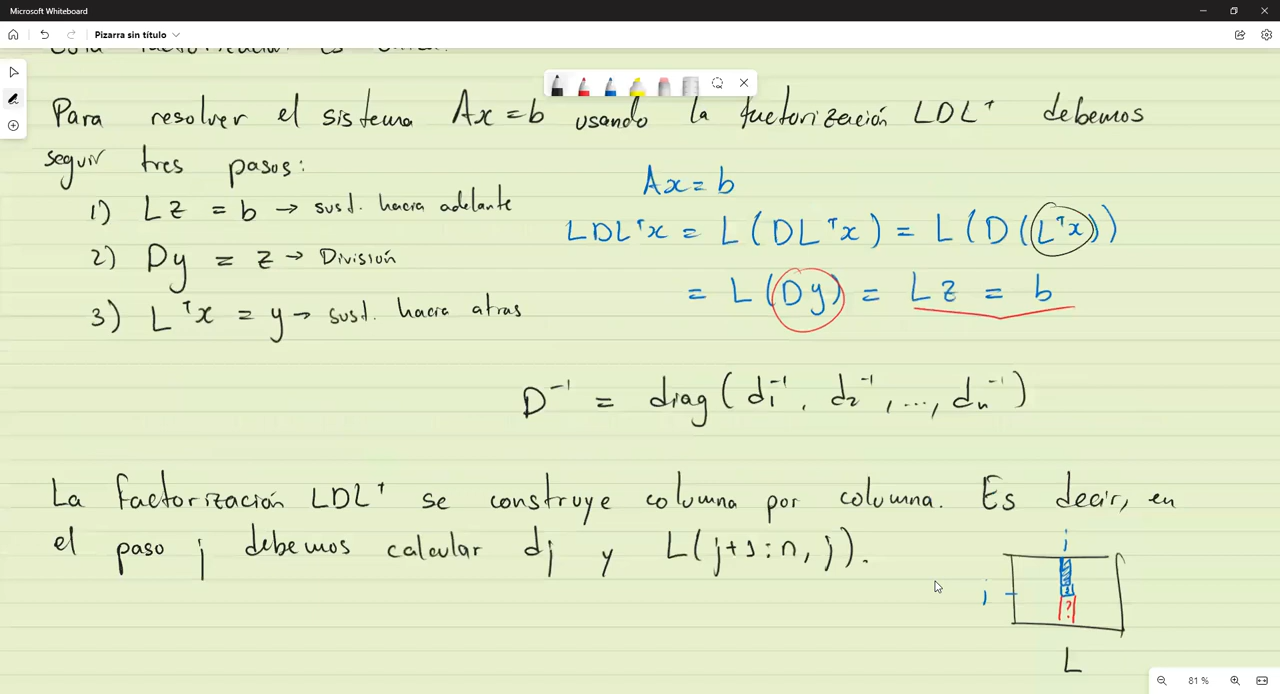 Microsoft Whiteboard
Pizarra sin título
Para resolver el sistema Ax = b usando la factorización LDLᵀ debemos
seguir tres pasos:
1) Lz = b → sust. hacia adelante
2) Dy = z → División
3) Lᵀx = y → sust. hacia atras
Ax = b
LDLᵀx = L(DLᵀx) = L(D(Lᵀx))
= L(Dy) = Lz = b
D⁻¹ = diag(d₁⁻¹, d₂⁻¹, ..., dₙ⁻¹)
La factorización LDLᵀ se construye columna por columna. Es decir, en
el paso j debemos calcular dj y L(j+1:n, j).
j
j
?
L
81 %